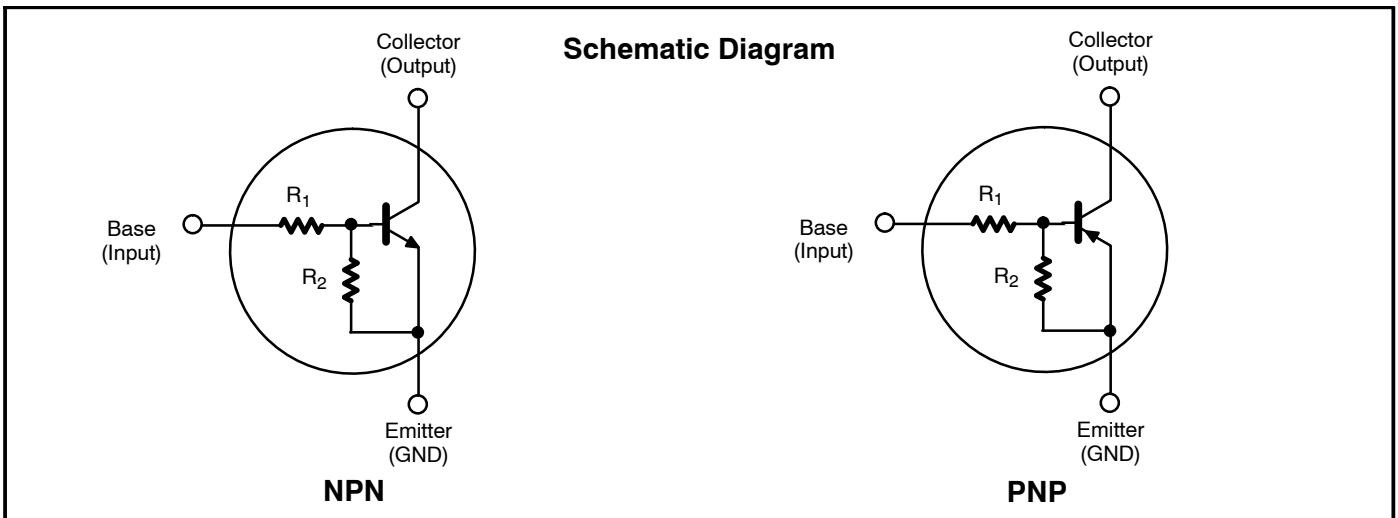 Schematic Diagram
Collector
(Output)
R1
Base
(Input)
R2
Emitter
(GND)
NPN
Collector
(Output)
R1
Base
(Input)
R2
Emitter
(GND)
PNP